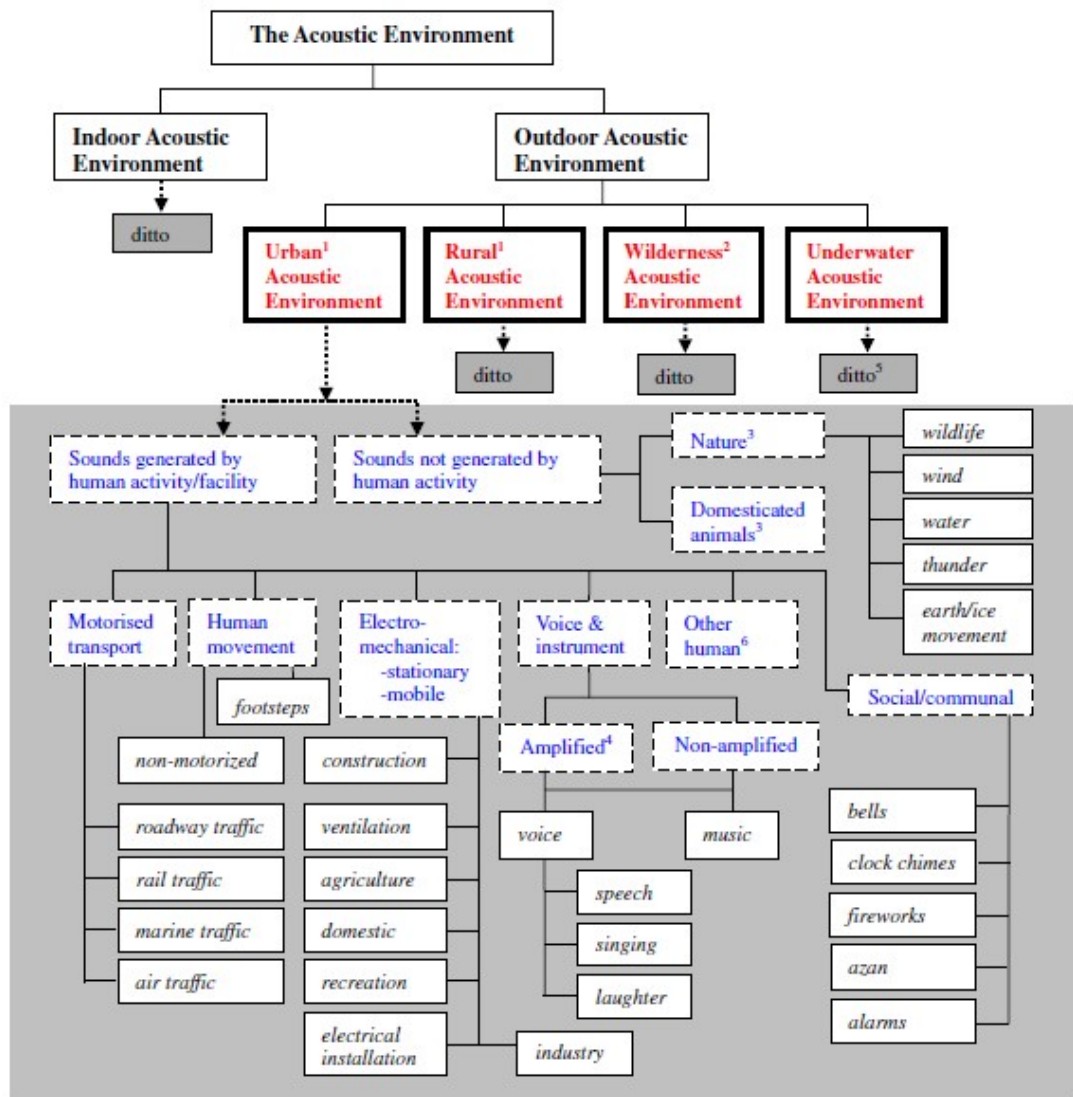 The Acoustic Environment
Indoor Acoustic
Environment
Outdoor Acoustic
Environment
ditto
Urban¹
Acoustic
Environment
Rural¹
Acoustic
Environment
Wilderness²
Acoustic
Environment
Underwater
Acoustic
Environment
ditto
ditto
ditto⁵
Sounds generated by
human activity/facility
Sounds not generated by
human activity
Nature³
Domesticated
animals³
wildlife
wind
water
thunder
earth/ice
movement
Motorised
transport
Human
movement
Electro-
mechanical:
-stationary
-mobile
Voice &
instrument
Other
human⁶
Social/communal
footsteps
non-motorized
roadway traffic
rail traffic
marine traffic
air traffic
construction
ventilation
agriculture
domestic
recreation
electrical
installation
industry
Amplified⁴
Non-amplified
voice
music
speech
singing
laughter
bells
clock chimes
fireworks
azan
alarms